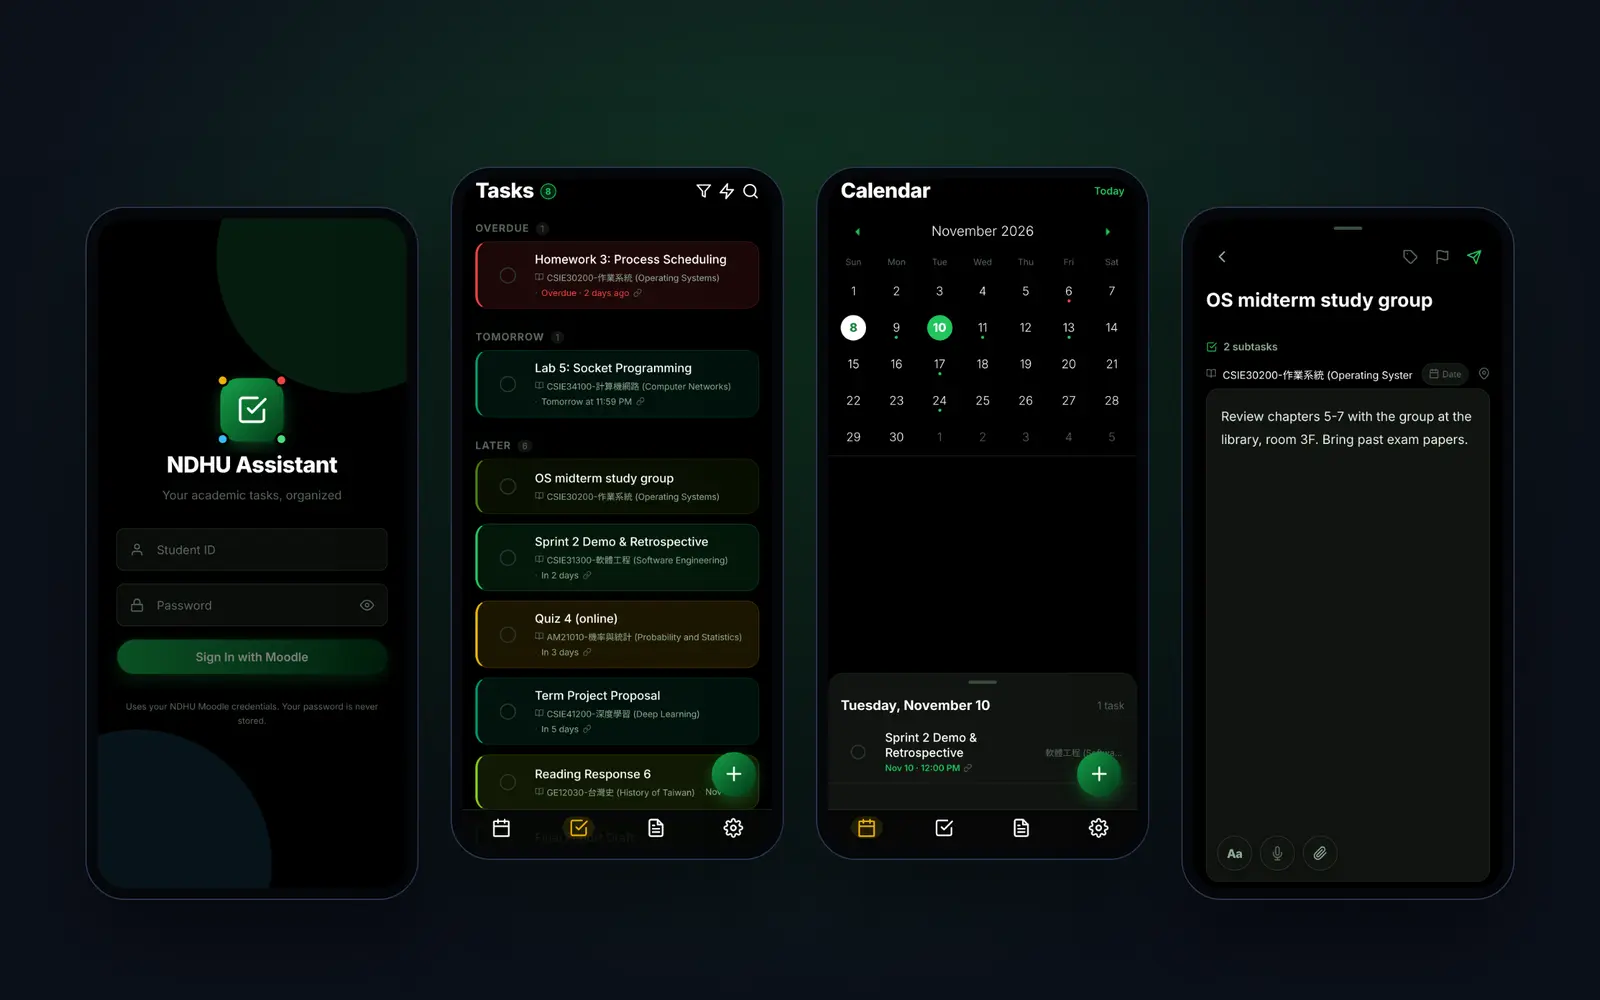 NDHU Assistant
Your academic tasks, organized
Student ID
Password
Sign In with Moodle
Uses your NDHU Moodle credentials. Your password is never
stored.
Tasks 8
OVERDUE 1
Homework 3: Process Scheduling
CSIE30200-作業系統 (Operating Systems)
· Overdue · 2 days ago
TOMORROW 1
Lab 5: Socket Programming
CSIE34100-計算機網路 (Computer Networks)
· Tomorrow at 11:59 PM
LATER 6
OS midterm study group
CSIE30200-作業系統 (Operating Systems)
Sprint 2 Demo & Retrospective
CSIE31300-軟體工程 (Software Engineering)
· In 2 days
Quiz 4 (online)
AM21010-機率與統計 (Probability and Statistics)
In 3 days
Term Project Proposal
CSIE41200-深度學習 (Deep Learning)
In 5 days
Reading Response 6
GE12030-台灣史 (History of Taiwan) Nov
Calendar
Today
November 2026
Sun Mon Tue Wed Thu Fri Sat
1 2 3 4 5 6 7
8 9 10 11 12 13 14
15 16 17 18 19 20 21
22 23 24 25 26 27 28
29 30 1 2 3 4 5
Tuesday, November 10 1 task
Sprint 2 Demo &
Retrospective
軟體工程 (Softwa...
Nov 10 · 12:00 PM
OS midterm study group
2 subtasks
CSIE30200-作業系統 (Operating Syster Date
Review chapters 5-7 with the group at the
library, room 3F. Bring past exam papers.
Aa